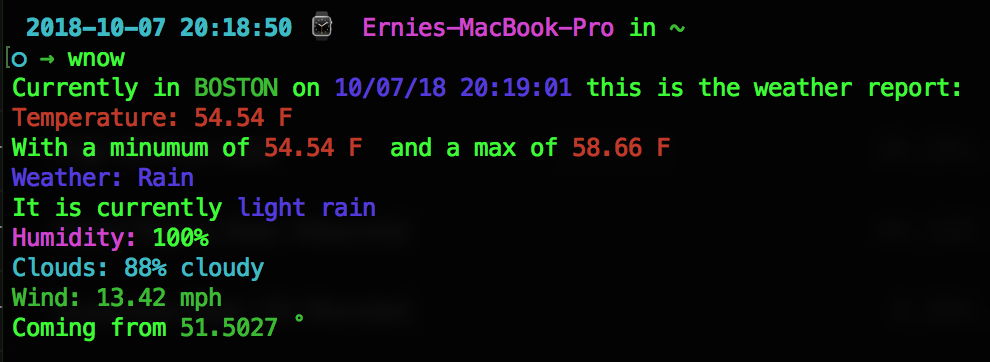 2018-10-07 20:18:50 ⌚ Ernies-MacBook-Pro in ~
○ → wnow
Currently in BOSTON on 10/07/18 20:19:01 this is the weather report:
Temperature: 54.54 F
With a minumum of 54.54 F  and a max of 58.66 F
Weather: Rain
It is currently light rain
Humidity: 100%
Clouds: 88% cloudy
Wind: 13.42 mph
Coming from 51.5027 °